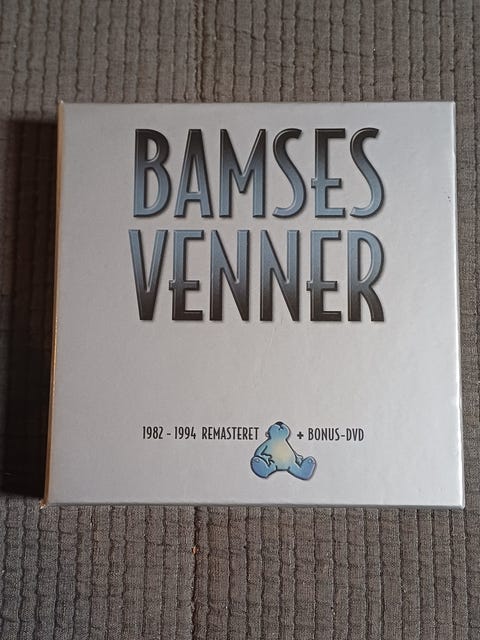 BAMSES
VENNER
1982 - 1994 REMASTERET + BONUS-DVD